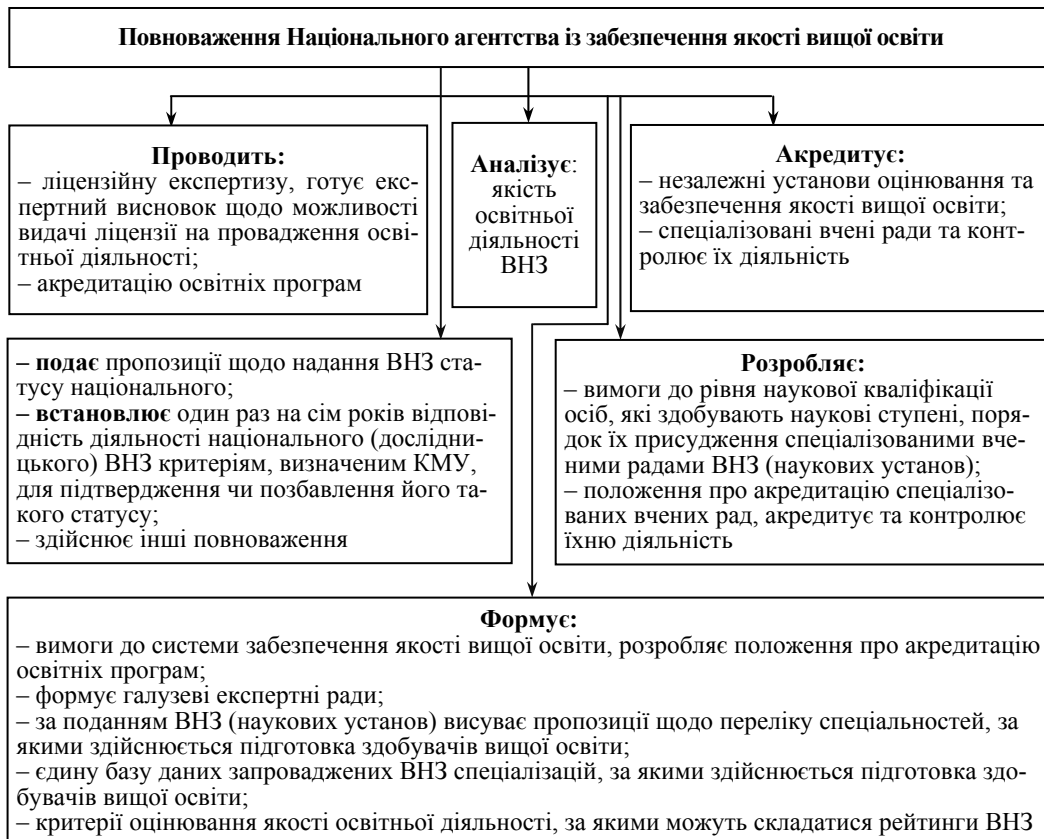 Повноваження Національного агентства із забезпечення якості вищої освіти
Проводить:
– ліцензійну експертизу, готує екс-
пертний висновок щодо можливості
видачі ліцензії на провадження осві-
тньої діяльності;
– акредитацію освітніх програм
Аналізує:
якість
освітньої
діяльності
ВНЗ
Акредитує:
– незалежні установи оцінювання та
забезпечення якості вищої освіти;
– спеціалізовані вчені ради та конт-
ролює їх діяльність
– подає пропозиції щодо надання ВНЗ ста-
тусу національного;
– встановлює один раз на сім років відпові-
дність діяльності національного (дослідни-
цького) ВНЗ критеріям, визначеним КМУ,
для підтвердження чи позбавлення його та-
кого статусу;
– здійснює інші повноваження
Розробляє:
– вимоги до рівня наукової кваліфікації
осіб, які здобувають наукові ступені, поря-
док їх присудження спеціалізованими вче-
ними радами ВНЗ (наукових установ);
– положення про акредитацію спеціалізо-
ваних вчених рад, акредитує та контролює
їхню діяльність
Формує:
– вимоги до системи забезпечення якості вищої освіти, розробляє положення про акредитацію
освітніх програм;
– формує галузеві експертні ради;
– за поданням ВНЗ (наукових установ) висуває пропозиції щодо переліку спеціальностей, за
якими здійснюється підготовка здобувачів вищої освіти;
– єдину базу даних запроваджених ВНЗ спеціалізацій, за якими здійснюється підготовка здо-
бувачів вищої освіти;
– критерії оцінювання якості освітньої діяльності, за якими можуть складатися рейтинги ВНЗ